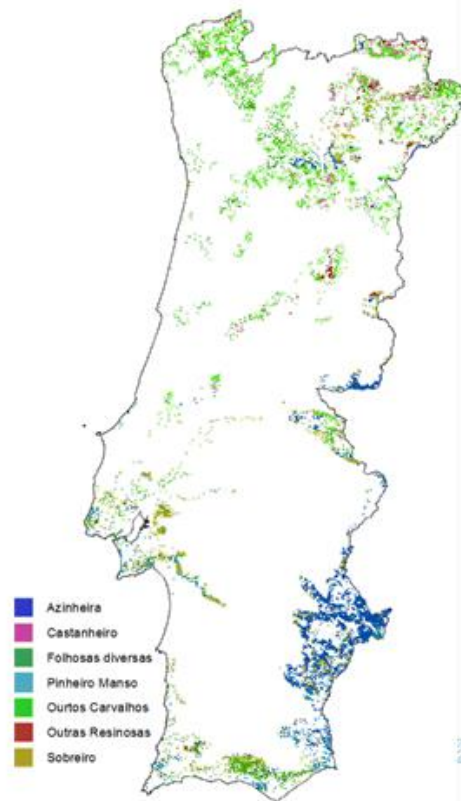 Azinheira
Castanheiro
Folhosas diversas
Pinheiro Manso
Ourtos Carvalhos
Outras Resinosas
Sobreiro